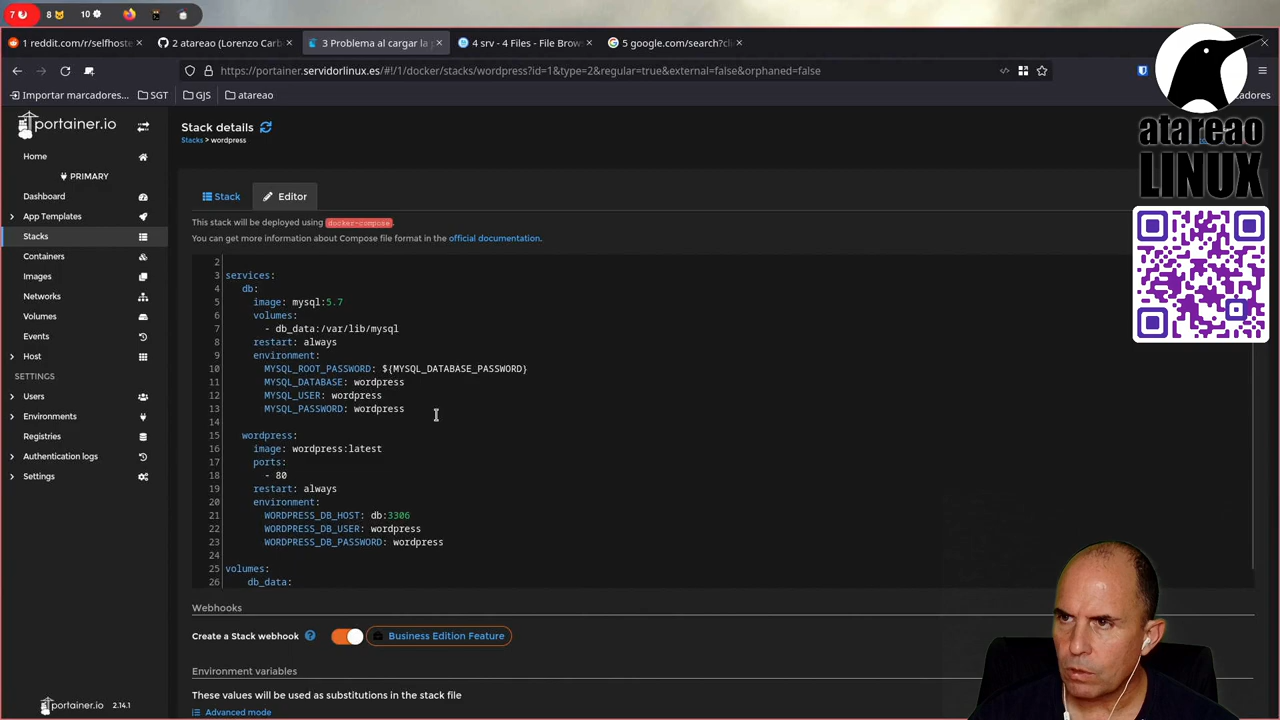 7
8
10
1 reddit.com/r/selfhoste
2 atareao (Lorenzo Carb
3 Problema al cargar la p
4 srv - 4 Files - File Brows
5 google.com/search?cli
https://portainer.servidorlinux.es/#!/1/docker/stacks/wordpress?id=1&type=2&regular=true&external=false&orphaned=false
Importar marcadores...
SGT
GJS
atareao
atareao
LINUX
portainer.io
Home
PRIMARY
Dashboard
App Templates
Stacks
Containers
Images
Networks
Volumes
Events
Host
SETTINGS
Users
Environments
Registries
Authentication logs
Settings
portainer.io 2.14.1
Stack details
Stacks > wordpress
Stack
Editor
This stack will be deployed using docker-compose.
You can get more information about Compose file format in the official documentation.
2
3 services:
4 db:
5 image: mysql:5.7
6 volumes:
7 - db_data:/var/lib/mysql
8 restart: always
9 environment:
10 MYSQL_ROOT_PASSWORD: ${MYSQL_DATABASE_PASSWORD}
11 MYSQL_DATABASE: wordpress
12 MYSQL_USER: wordpress
13 MYSQL_PASSWORD: wordpress
14
15 wordpress:
16 image: wordpress:latest
17 ports:
18 - 80
19 restart: always
20 environment:
21 WORDPRESS_DB_HOST: db:3306
22 WORDPRESS_DB_USER: wordpress
23 WORDPRESS_DB_PASSWORD: wordpress
24
25 volumes:
26 db_data:
Webhooks
Create a Stack webhook
Business Edition Feature
Environment variables
These values will be used as substitutions in the stack file
Advanced mode